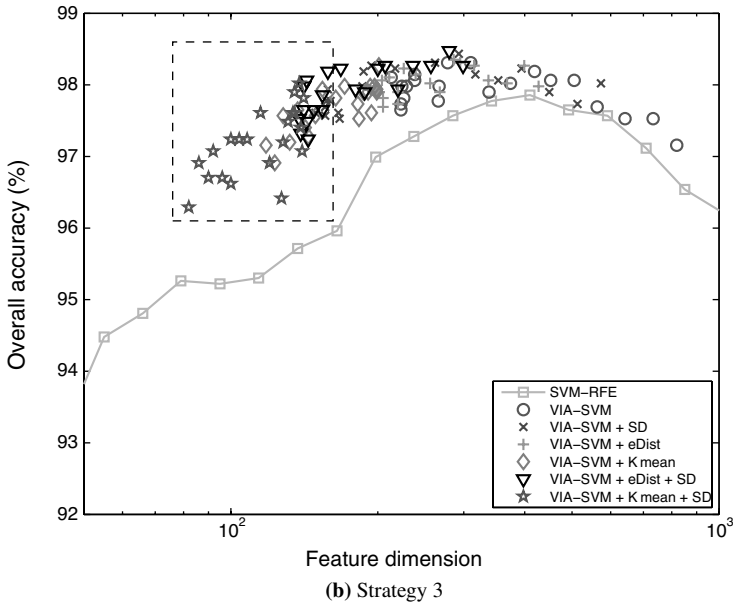 99
98
97
96
95
94
93
92
Overall accuracy (%)
10²
10³
Feature dimension
SVM–RFE
VIA–SVM
VIA–SVM + SD
VIA–SVM + eDist
VIA–SVM + K mean
VIA–SVM + eDist + SD
VIA–SVM + K mean + SD
(b) Strategy 3